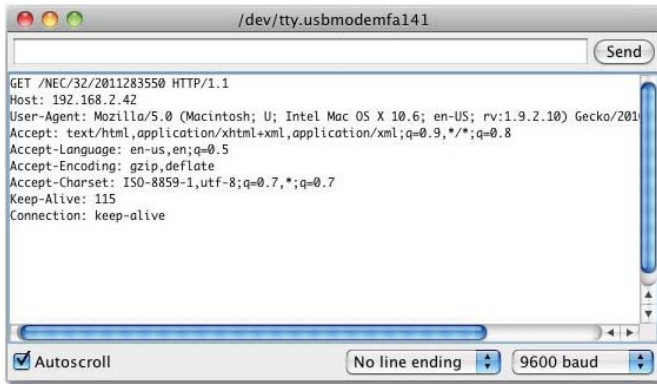 /dev/tty.usbmodemfa141
Send
GET /NEC/32/2011283550 HTTP/1.1
Host: 192.168.2.42
User-Agent: Mozilla/5.0 (Macintosh; U; Intel Mac OS X 10.6; en-US; rv:1.9.2.10) Gecko/201
Accept: text/html,application/xhtml+xml,application/xml;q=0.9,*/*;q=0.8
Accept-Language: en-us,en;q=0.5
Accept-Encoding: gzip,deflate
Accept-Charset: ISO-8859-1,utf-8;q=0.7,*;q=0.7
Keep-Alive: 115
Connection: keep-alive
Autoscroll No line ending 9600 baud